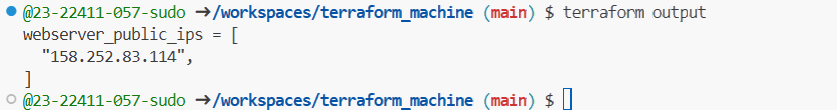 @23-22411-057-sudo ➜/workspaces/terraform_machine (main) $ terraform output
webserver_public_ips = [
  "158.252.83.114",
]
@23-22411-057-sudo ➜/workspaces/terraform_machine (main) $